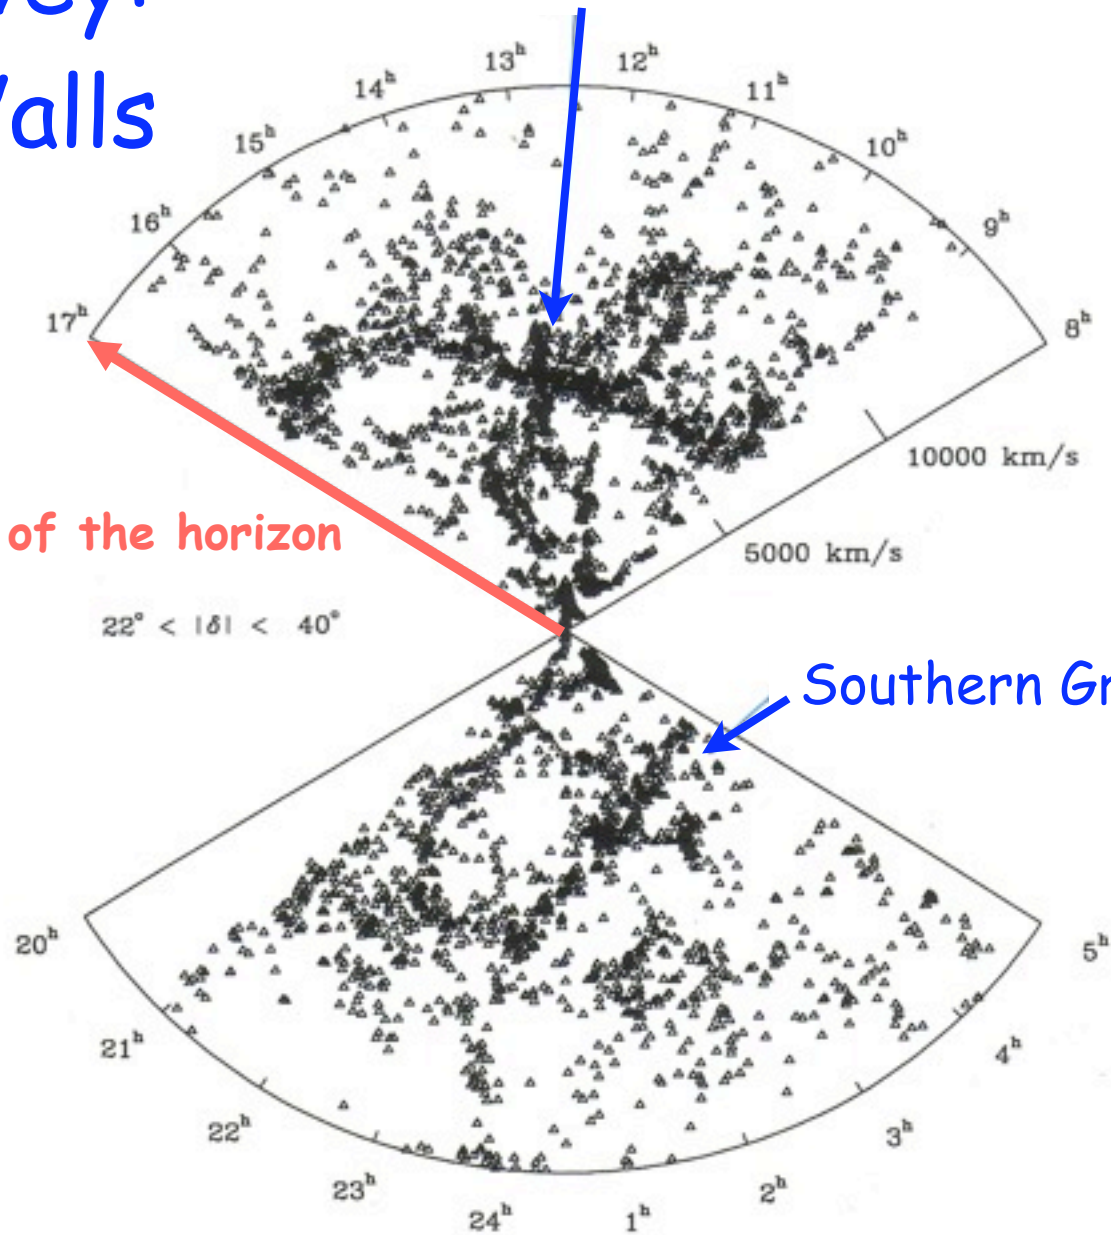 13ʰ 12ʰ
14ʰ 11ʰ
alls
15ʰ 10ʰ
16ʰ 9ʰ
17ʰ 8ʰ
10000 km/s
of the horizon
5000 km/s
22° < |δ| < 40°
Southern Gr
20ʰ 5ʰ
21ʰ 4ʰ
22ʰ 3ʰ
23ʰ 2ʰ
24ʰ 1ʰ